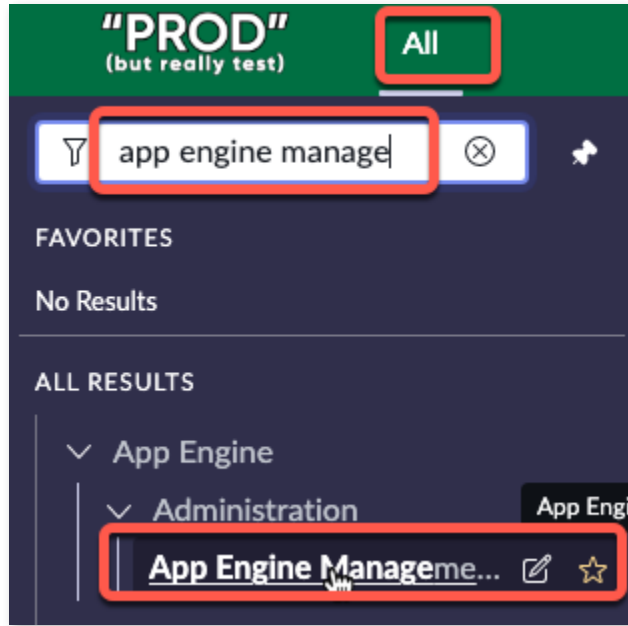 "PROD"
(but really test)
All
app engine manage
FAVORITES
No Results
ALL RESULTS
App Engine
Administration
App Engi
App Engine Manageme...